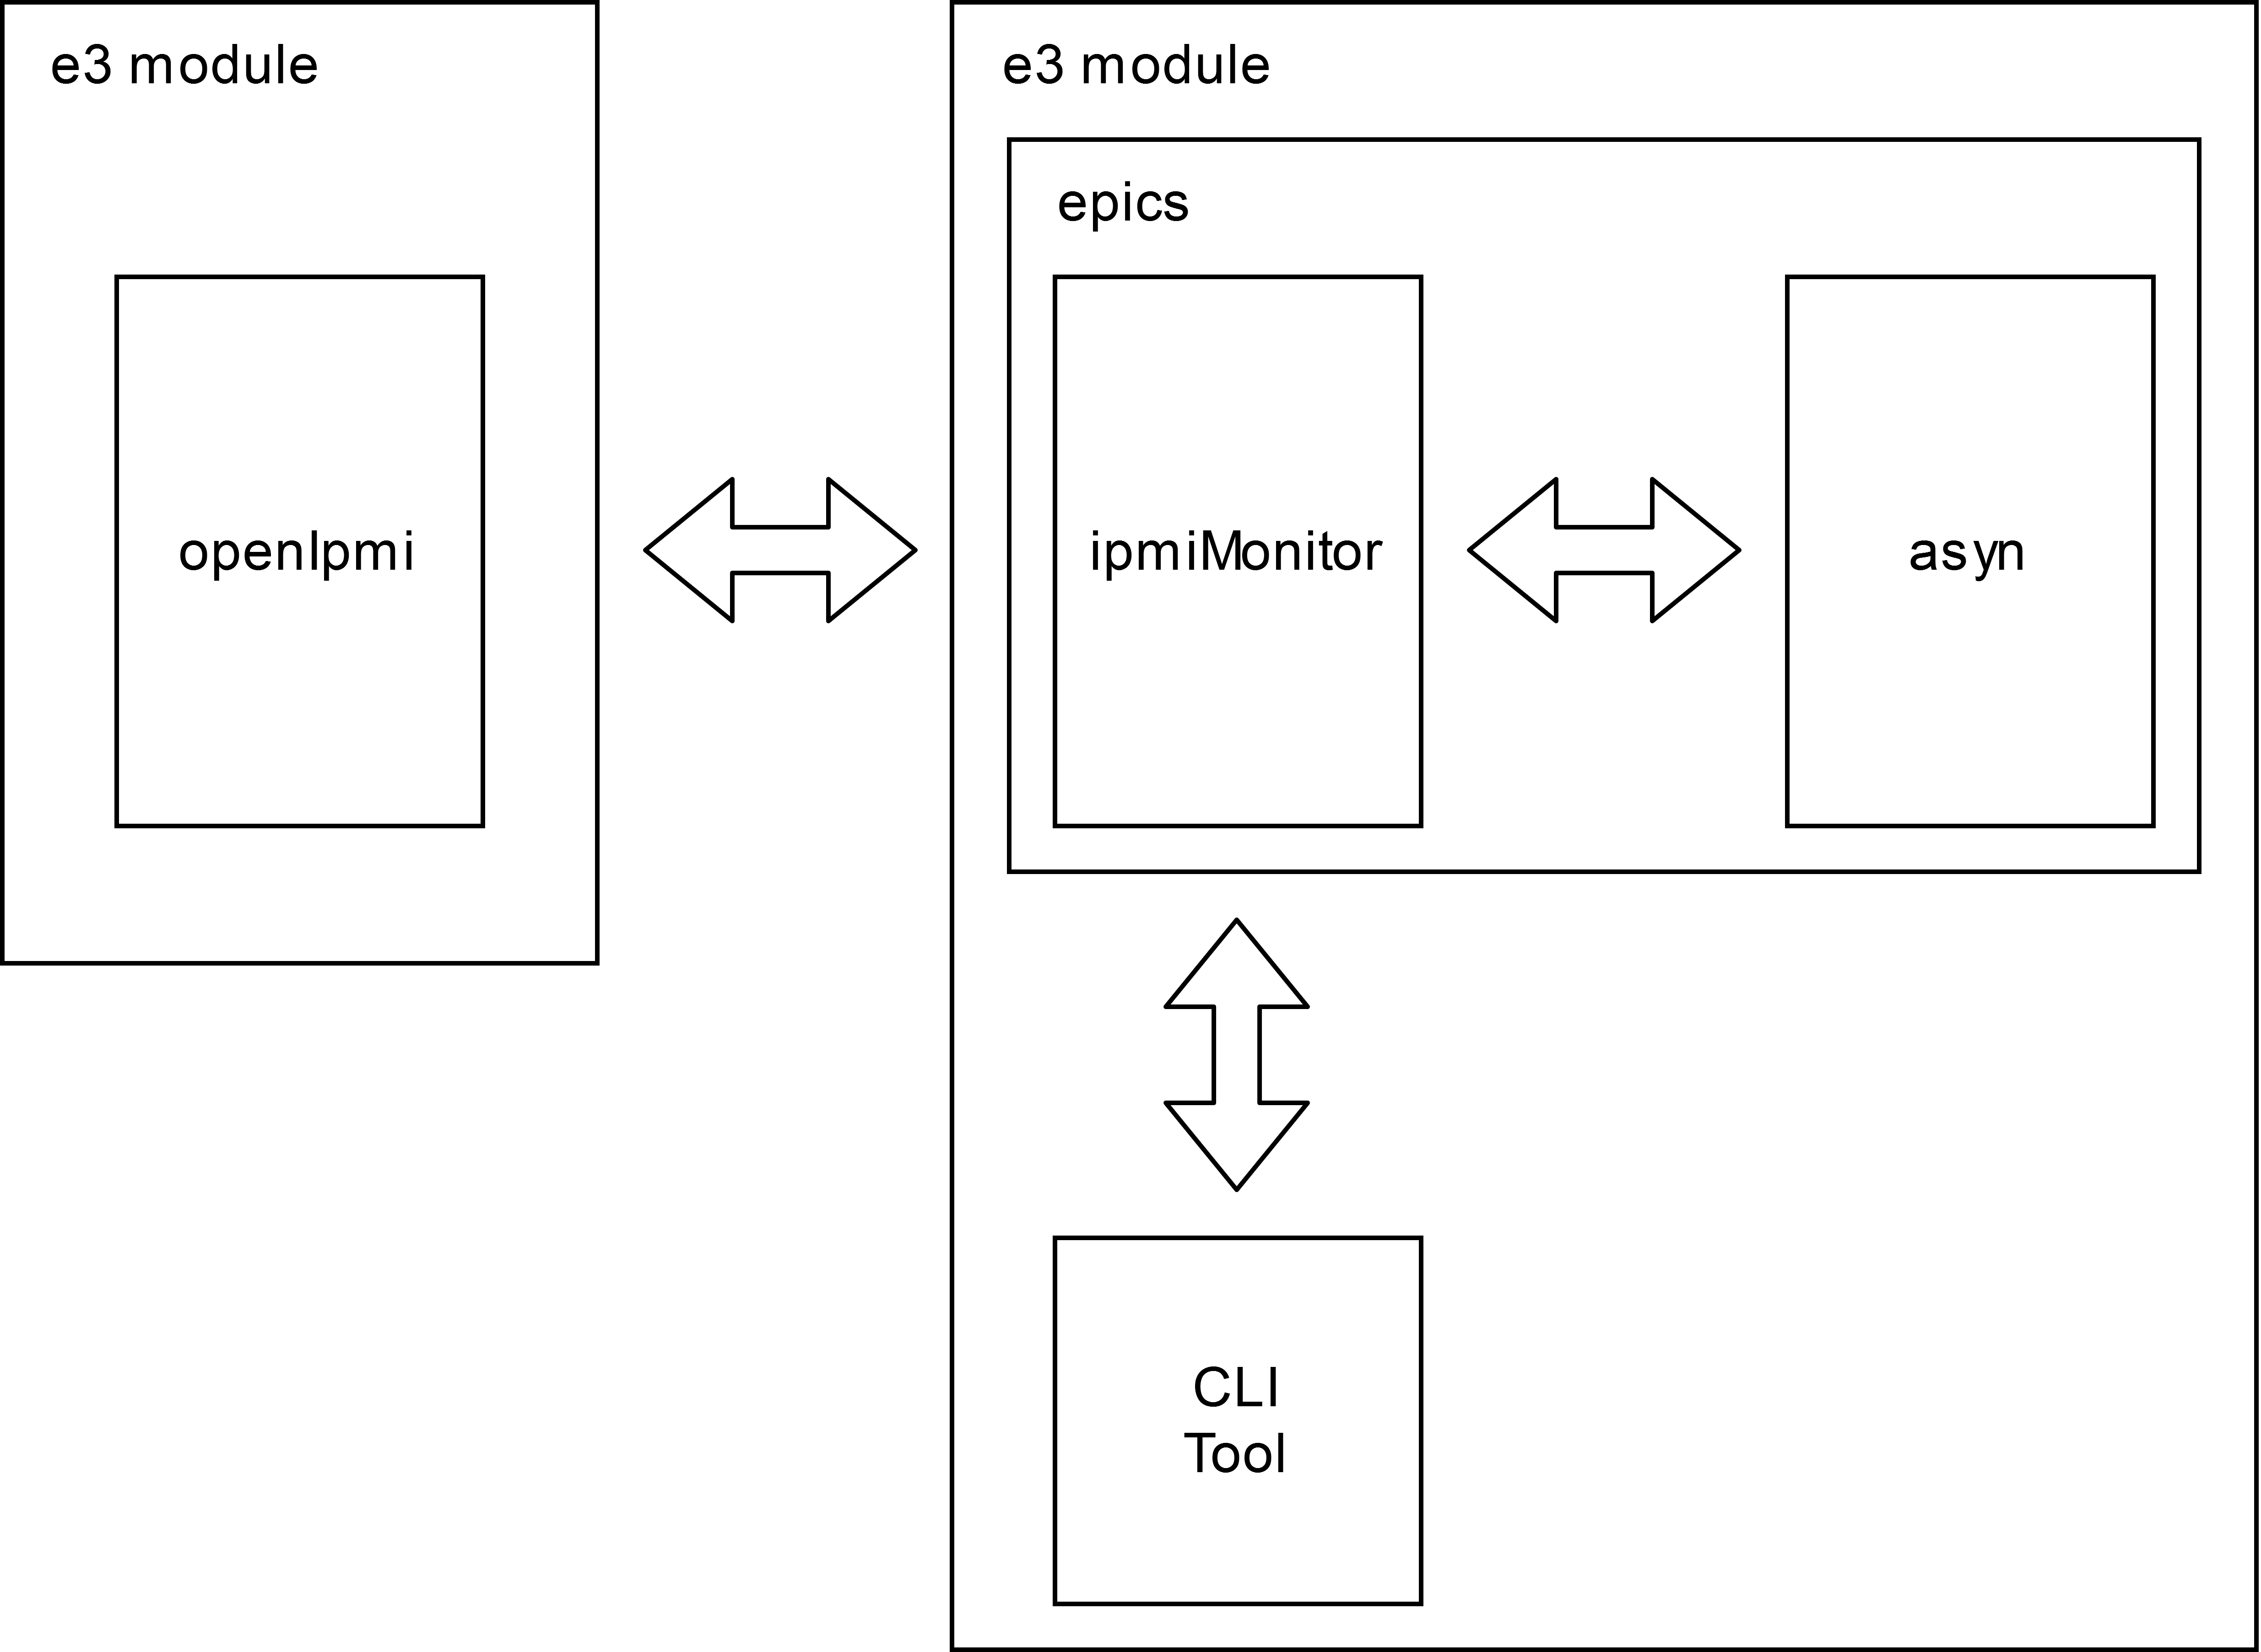 e3 module
openIpmi
e3 module
epics
ipmiMonitor
asyn
CLI
Tool